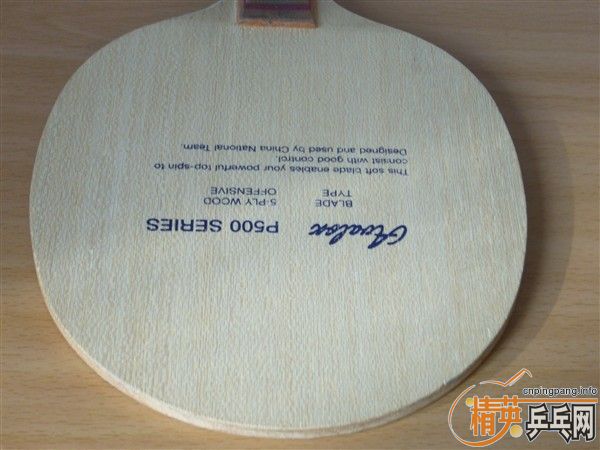 Avalox P500 SERIES
BLADE 5-PLY WOOD
TYPE OFFENSIVE
This soft blade enables your powerful top-spin to
consist with good control.
Designed and used by China National Team.
cnpingpang.info
精英乒乓网